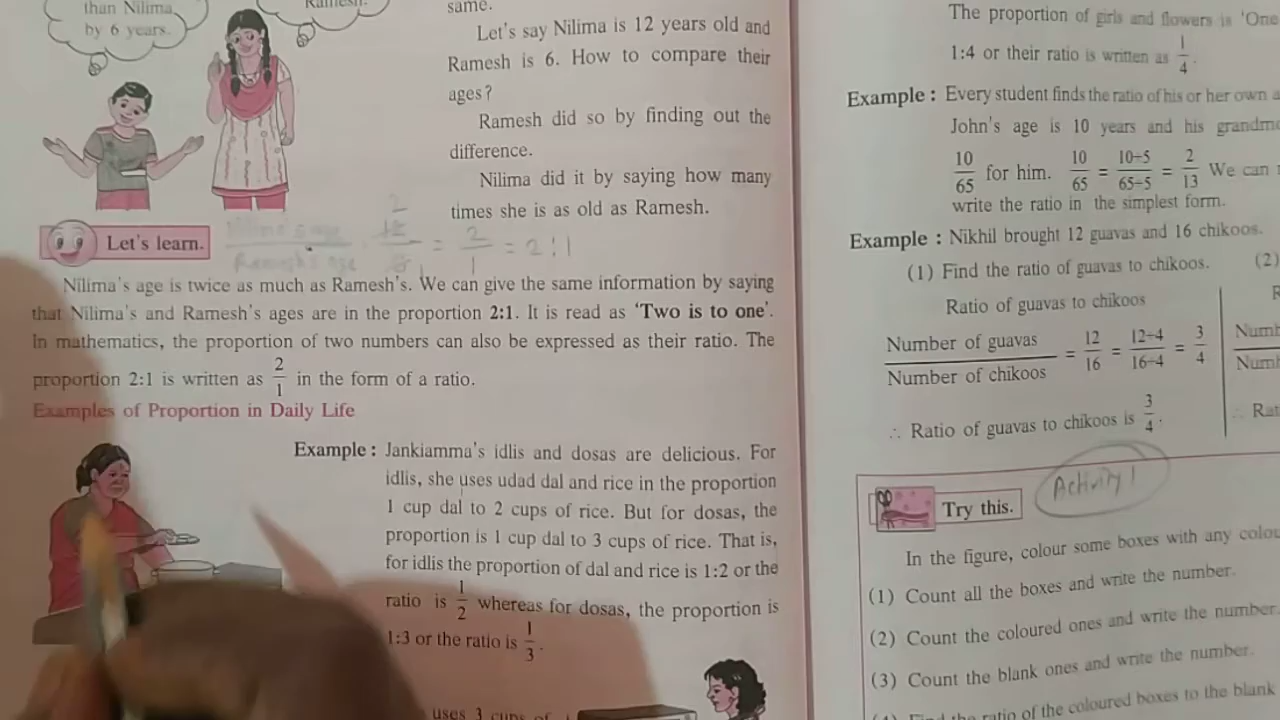 than Nilima
by 6 years.
Ramesh.
same.
Let's say Nilima is 12 years old and
Ramesh is 6. How to compare their
ages?
Ramesh did so by finding out the
difference.
Nilima did it by saying how many
times she is as old as Ramesh.
Let's learn.
Nilima's age
Ramesh's age
2
12
= 2/1 = 2:1
Nilima's age is twice as much as Ramesh's. We can give the same information by saying
that Nilima's and Ramesh's ages are in the proportion 2:1. It is read as 'Two is to one'.
In mathematics, the proportion of two numbers can also be expressed as their ratio. The
proportion 2:1 is written as 2/1 in the form of a ratio.
Examples of Proportion in Daily Life
Example : Jankiamma's idlis and dosas are delicious. For
idlis, she uses udad dal and rice in the proportion
1 cup dal to 2 cups of rice. But for dosas, the
proportion is 1 cup dal to 3 cups of rice. That is,
for idlis the proportion of dal and rice is 1:2 or the
ratio is 1/2 whereas for dosas, the proportion is
1:3 or the ratio is 1/3.
uses 3 cups of
The proportion of girls and flowers is 'One
1:4 or their ratio is written as 1/4.
Example : Every student finds the ratio of his or her own
John's age is 10 years and his
10/65 for him. 10/65 = 10÷5/65÷5 = 2/13 We can
write the ratio in the simplest form.
Example : Nikhil brought 12 guavas and 16 chikoos.
(1) Find the ratio of guavas to chikoos. (2)
Ratio of guavas to chikoos
Number of guavas/Number of chikoos = 12/16 = 12÷4/16÷4 = 3/4
∴ Ratio of guavas to chikoos is 3/4.
Activity 1
Try this.
In the figure, colour some boxes with any
(1) Count all the boxes and write the number.
(2) Count the coloured ones and write the number
(3) Count the blank ones and write the number.
ratio of the coloured boxes to the blank